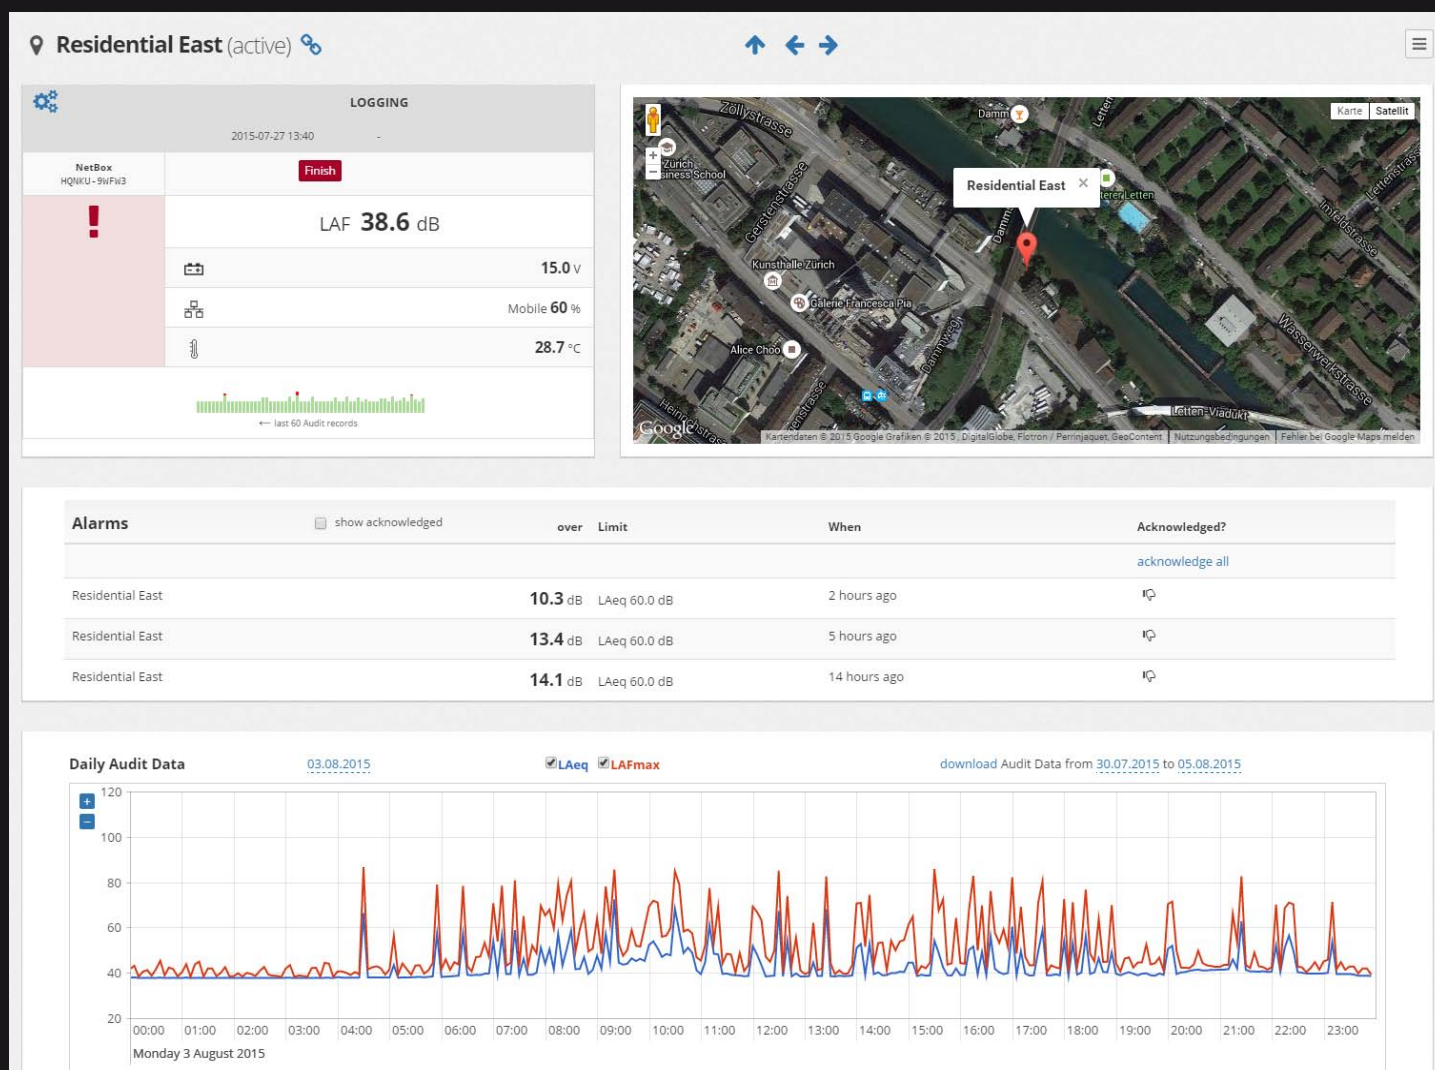 Residential East (active)
LOGGING
2015-07-27 13:40 -
NetBox
HQNKU-9WFW3
Finish
LAF 38.6 dB
15.0 V
Mobile 60 %
28.7 °C
← last 60 Audit records
Zöllystrasse
Damm
Letten
Karte Satellit
Zürich
siness School
Gerstenstrasse
Residential East ×
terer Letten
Lettenstras
Imfeldstrasse
Damms
Kunsthalle Zürich
Galerie Francesca Pia
Alice Choo
Dammweg
Wasserwerkstrasse
Heinrichstras
genstrasse
Letten-Viadukt
Google
Kartendaten © 2015 Google Grafiken © 2015 , DigitalGlobe, Flotron / Perrinjaquet, GeoContent Nutzungsbedingungen Fehler bei Google Maps melden
Alarms show acknowledged over Limit When Acknowledged?
acknowledge all
Residential East 10.3 dB LAeq 60.0 dB 2 hours ago
Residential East 13.4 dB LAeq 60.0 dB 5 hours ago
Residential East 14.1 dB LAeq 60.0 dB 14 hours ago
Daily Audit Data 03.08.2015 LAeq LAFmax download Audit Data from 30.07.2015 to 05.08.2015
120
100
80
60
40
20
00:00 01:00 02:00 03:00 04:00 05:00 06:00 07:00 08:00 09:00 10:00 11:00 12:00 13:00 14:00 15:00 16:00 17:00 18:00 19:00 20:00 21:00 22:00 23:00
Monday 3 August 2015